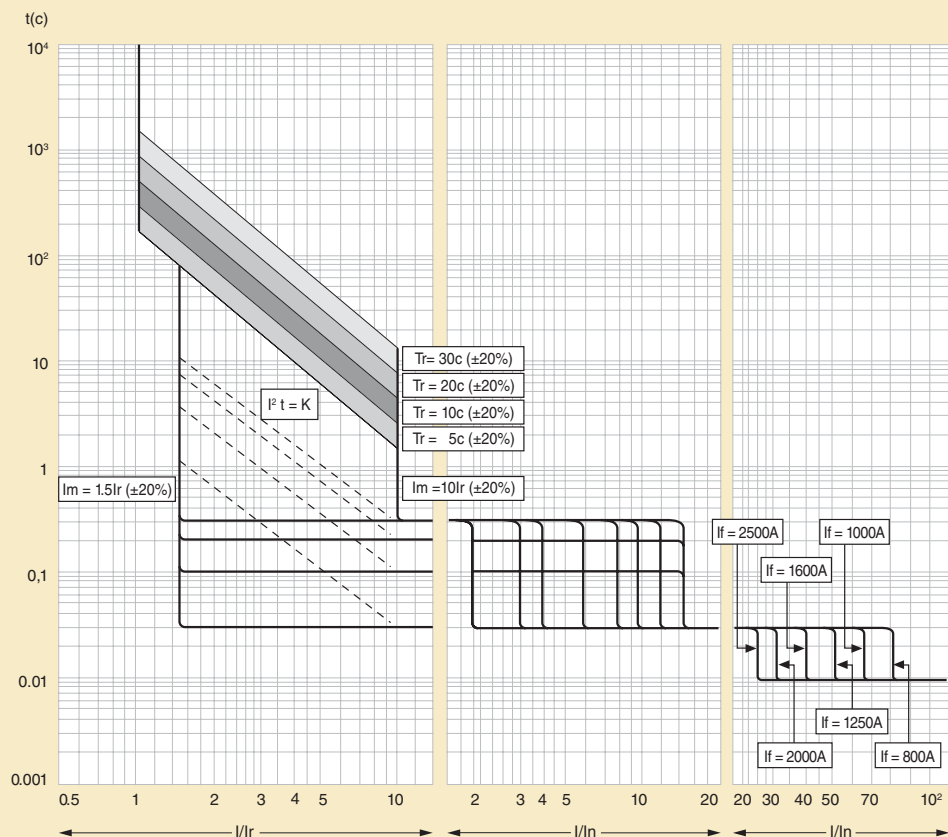 t(c)
10⁴
10³
10²
10
1
0,1
0.01
0.001
Tr= 30c (±20%)
Tr= 20c (±20%)
Tr= 10c (±20%)
Tr= 5c (±20%)
I² t = K
Im = 1.5Ir (±20%)
Im =10Ir (±20%)
If = 2500A
If = 1000A
If = 1600A
If = 1250A
If = 2000A
If = 800A
0.5 1 2 3 4 5 10
2 3 4 5 10 20
20 30 40 50 70 10²
I/Ir
I/In
I/In